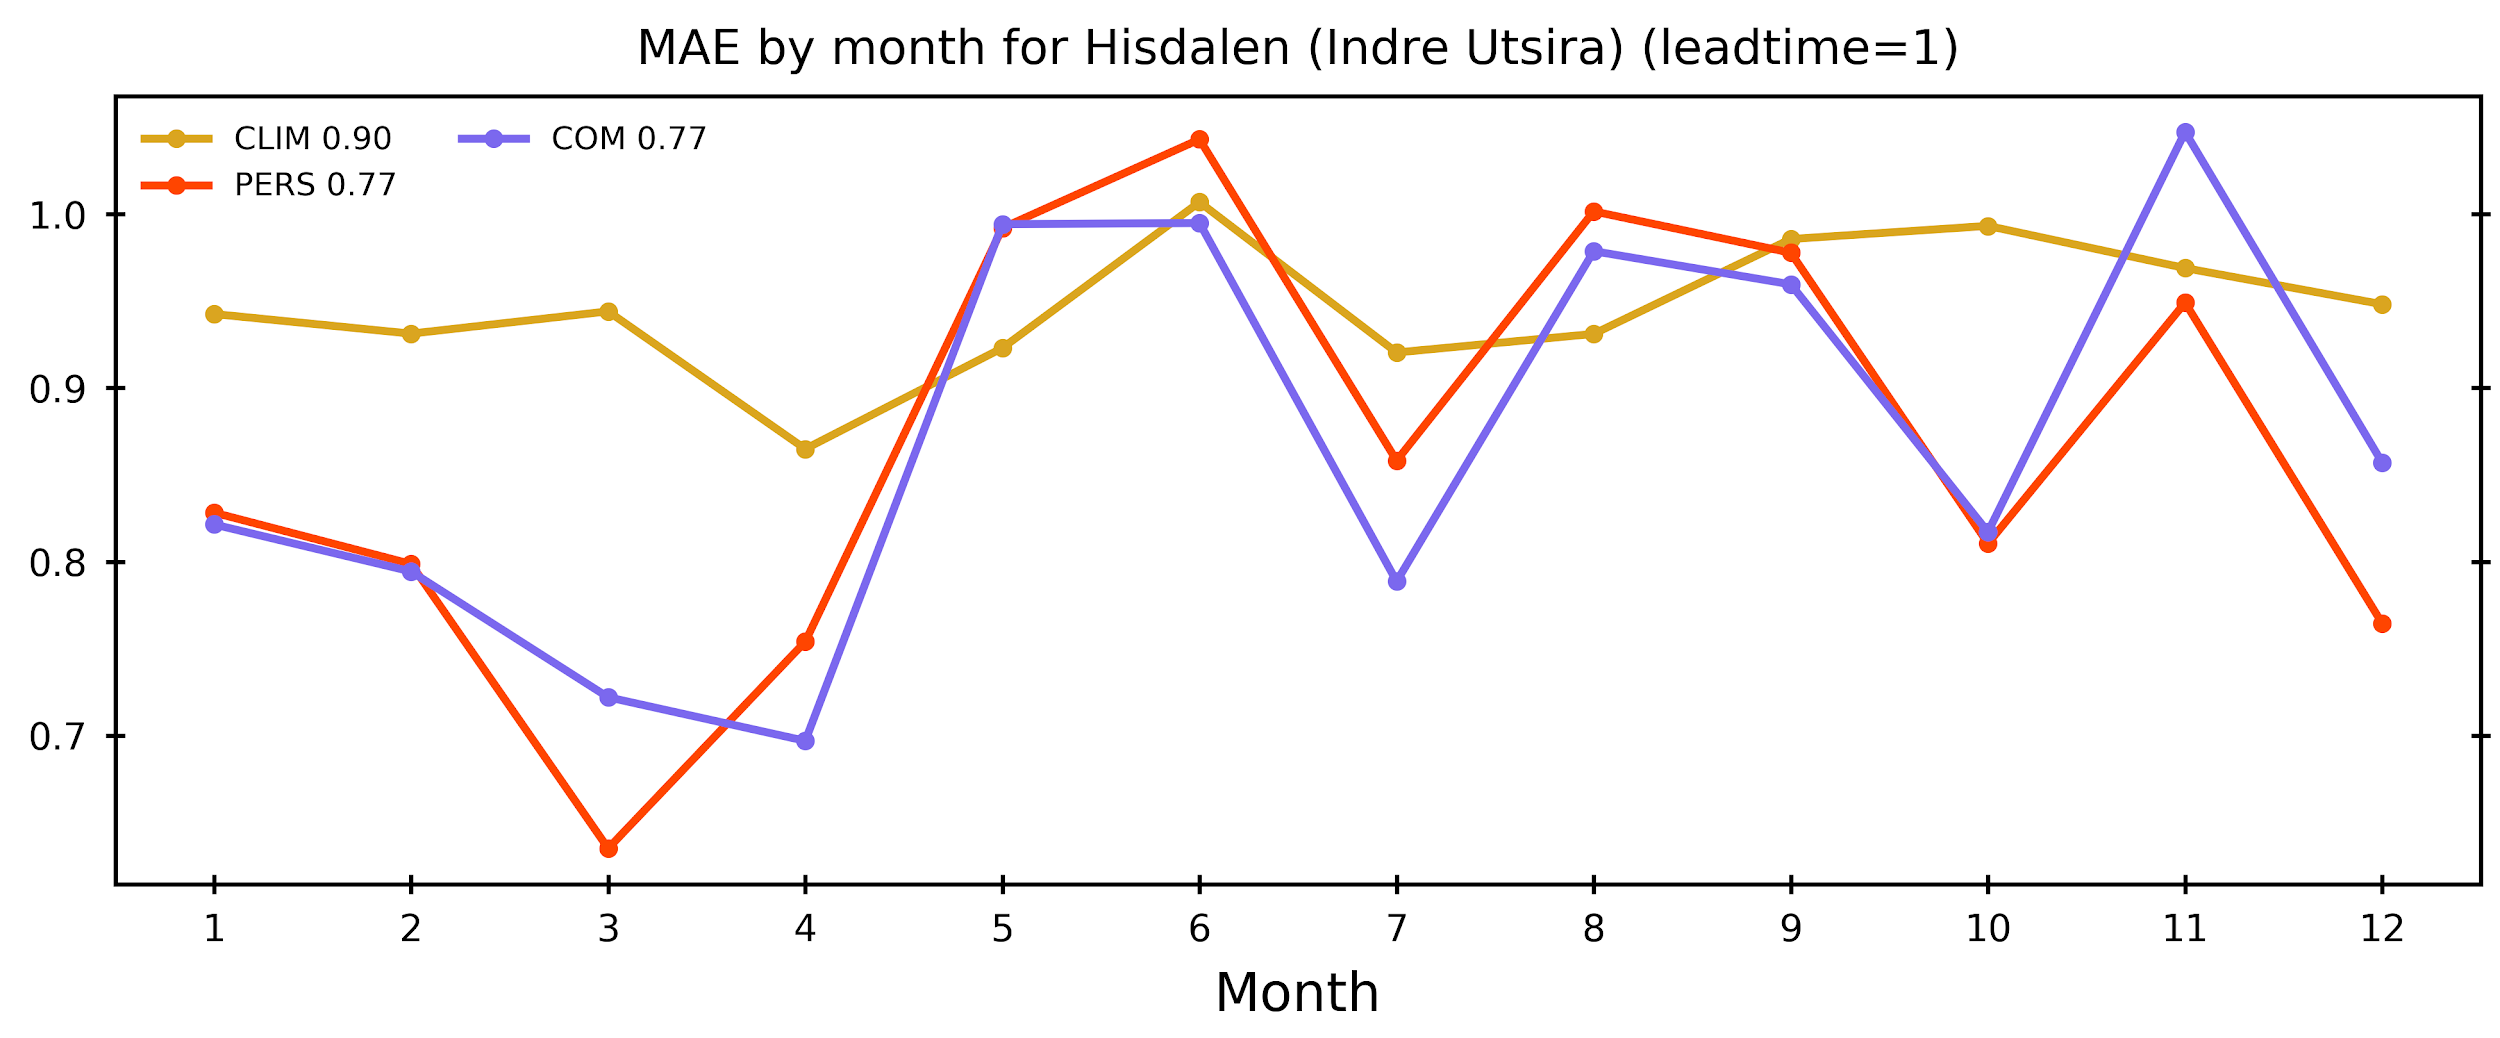 MAE by month for Hisdalen (Indre Utsira) (leadtime=1)
CLIM 0.90 COM 0.77
PERS 0.77
1.0
0.9
0.8
0.7
1 2 3 4 5 6 7 8 9 10 11 12
Month